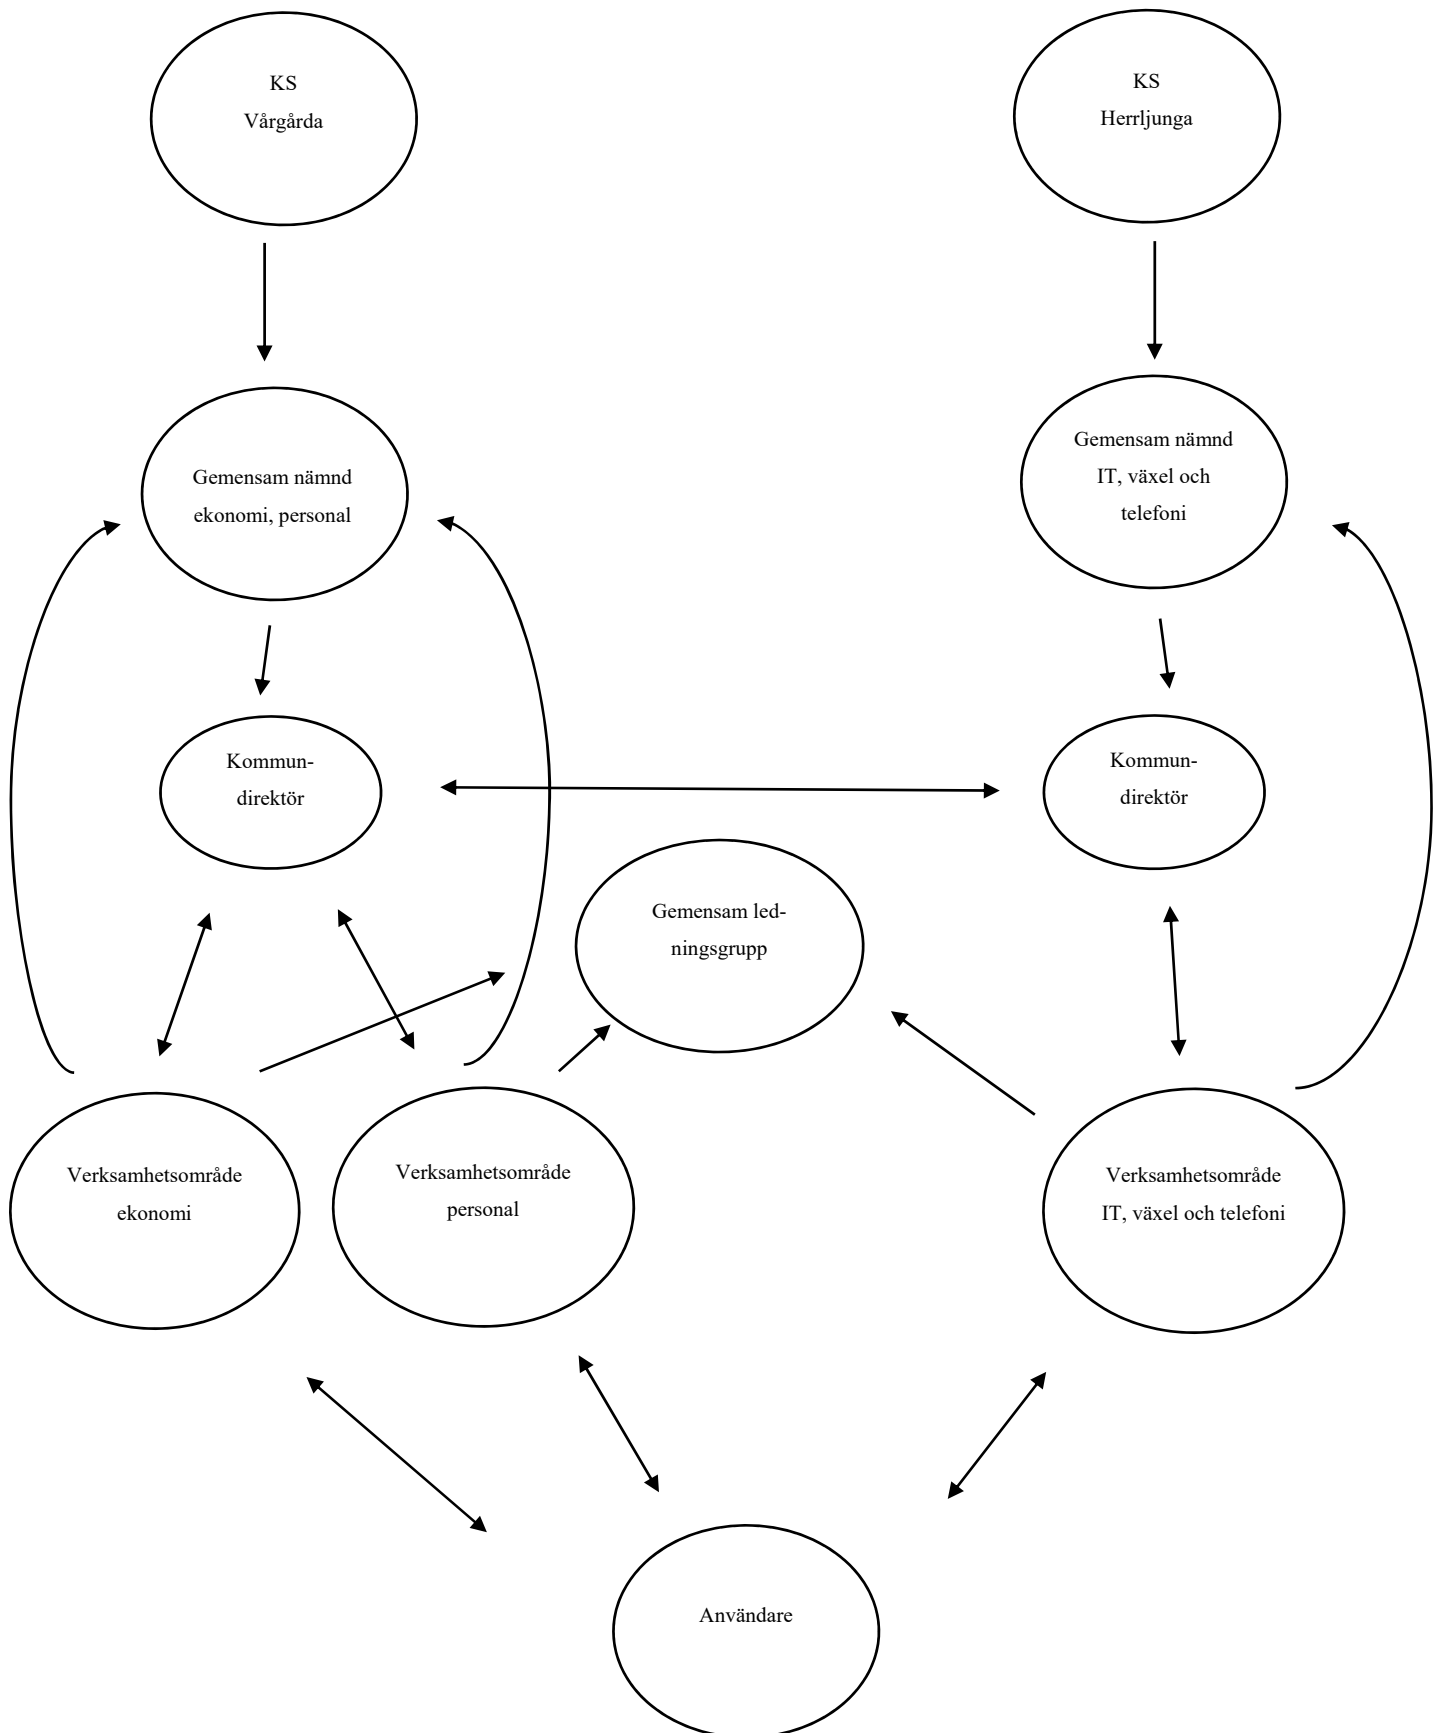 KS
Vårgårda
KS
Herrljunga
Gemensam nämnd
ekonomi, personal
Gemensam nämnd
IT, växel och
telefoni
Kommun-
direktör
Kommun-
direktör
Gemensam led-
ningsgrupp
Verksamhetsområde
ekonomi
Verksamhetsområde
personal
Verksamhetsområde
IT, växel och telefoni
Användare